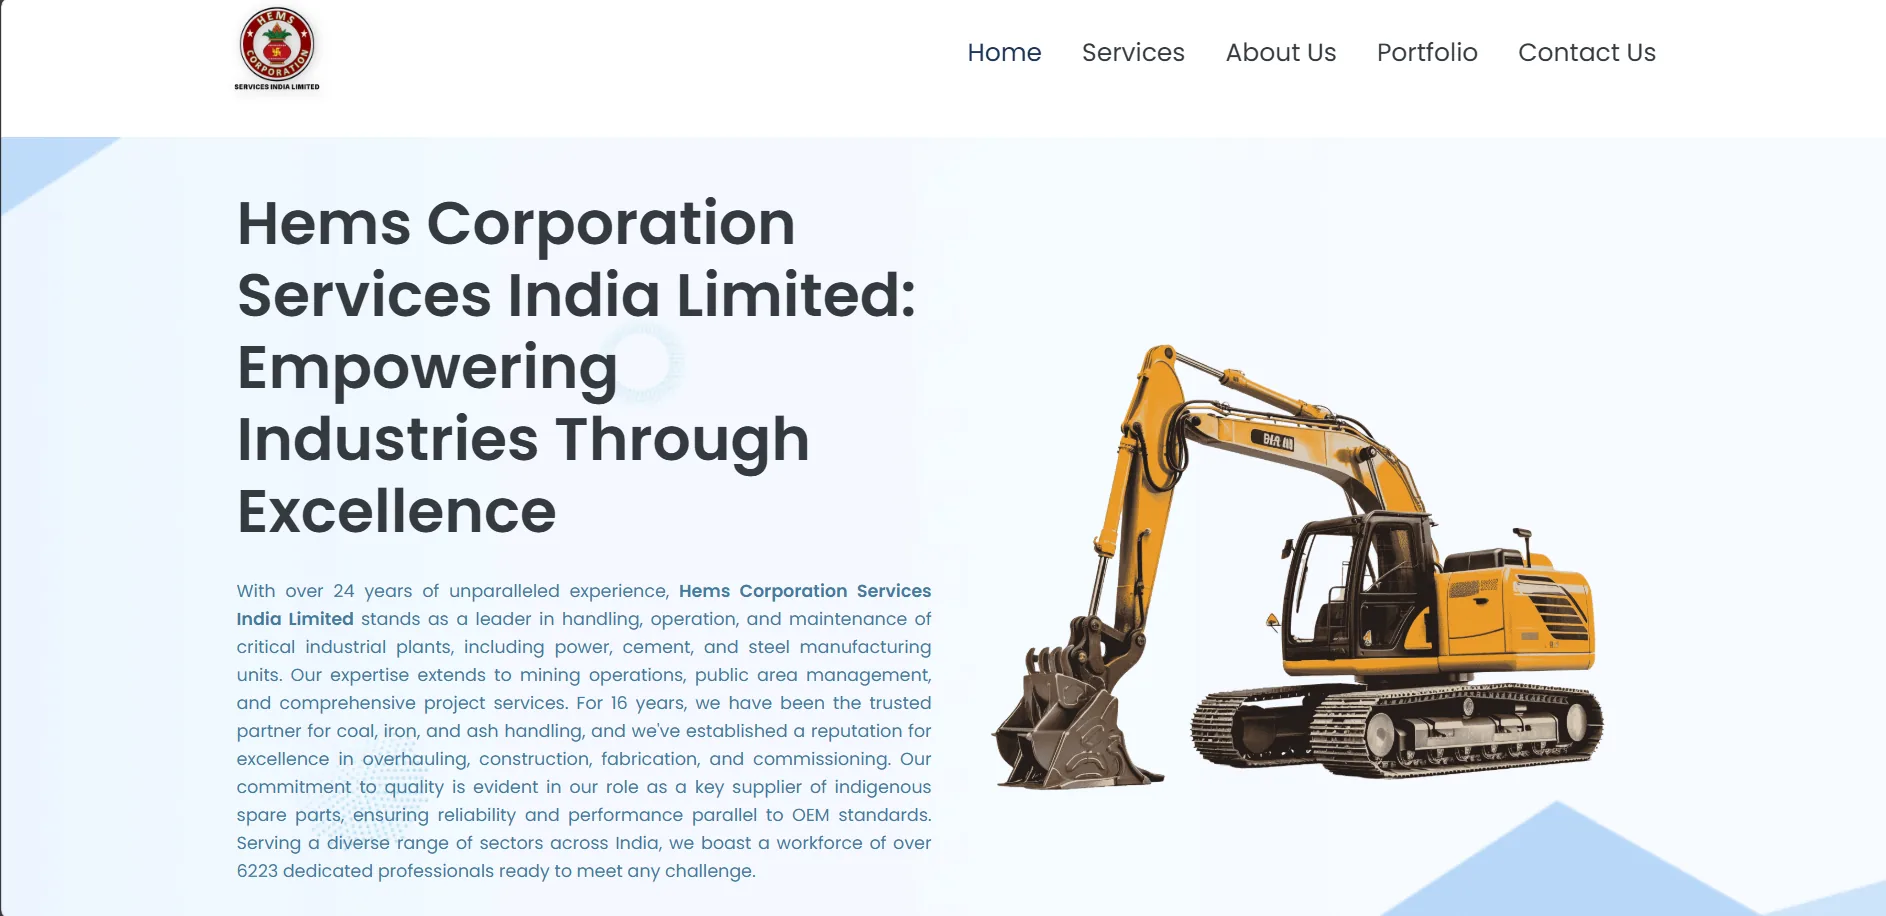 HEMS
CORPORATION
SERVICES INDIA LIMITED
Home Services About Us Portfolio Contact Us
Hems Corporation
Services India Limited:
Empowering
Industries Through
Excellence
With over 24 years of unparalleled experience, Hems Corporation Services
India Limited stands as a leader in handling, operation, and maintenance of
critical industrial plants, including power, cement, and steel manufacturing
units. Our expertise extends to mining operations, public area management,
and comprehensive project services. For 16 years, we have been the trusted
partner for coal, iron, and ash handling, and we've established a reputation for
excellence in overhauling, construction, fabrication, and commissioning. Our
commitment to quality is evident in our role as a key supplier of indigenous
spare parts, ensuring reliability and performance parallel to OEM standards.
Serving a diverse range of sectors across India, we boast a workforce of over
6223 dedicated professionals ready to meet any challenge.